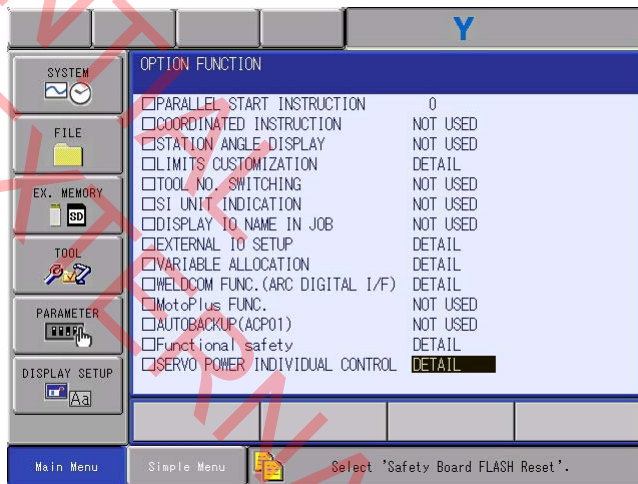 Y
SYSTEM
FILE
EX. MEMORY
SD
TOOL
PARAMETER
DISPLAY SETUP
Aa
OPTION FUNCTION
PARALLEL START INSTRUCTION 0
COORDINATED INSTRUCTION NOT USED
STATION ANGLE DISPLAY NOT USED
LIMITS CUSTOMIZATION DETAIL
TOOL NO. SWITCHING NOT USED
SI UNIT INDICATION NOT USED
DISPLAY IO NAME IN JOB NOT USED
EXTERNAL IO SETUP DETAIL
VARIABLE ALLOCATION DETAIL
WELDCOM FUNC.(ARC DIGITAL I/F) DETAIL
MotoPlus FUNC. NOT USED
AUTOBACKUP(ACP01) NOT USED
Functional safety DETAIL
SERVO POWER INDIVIDUAL CONTROL DETAIL
Main Menu
Simple Menu
Select 'Safety Board FLASH Reset'.